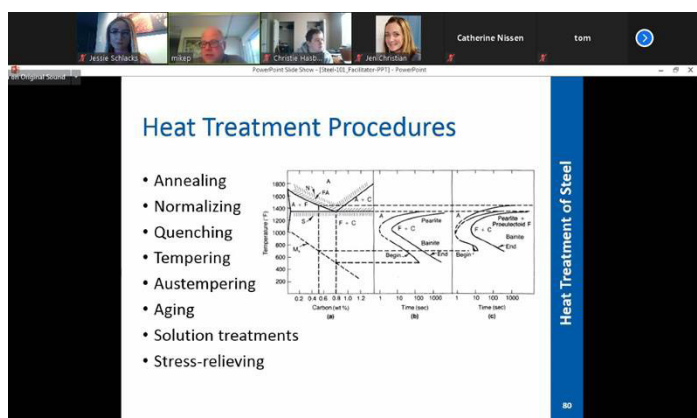 Jessie Schlacks
mikep
Christie Hasb...
JeniChristian
Catherine Nissen
tom
PowerPoint Slide Show - [Steel-101_Facilitator-PPT] - PowerPoint
on Original Sound
Heat Treatment Procedures
• Annealing
• Normalizing
• Quenching
• Tempering
• Austempering
• Aging
• Solution treatments
• Stress-relieving
Temperature (°F)
1800
1600
1400
1200
1000
800
600
400
200
A
N
FA
A + F
A + C
S
F + C
Ms
0.2 0.4 0.6 0.8 1.0 1.2
Carbon (wt %)
(a)
A
Pearlite
F + C
Bainite
Begin
End
1 10 100 1000
Time (sec)
(b)
A
Pearlite +
Proeutectoid F
F + C
Bainite
Begin
End
1 10 100 1000
Time (sec)
(c)
Heat Treatment of Steel
80